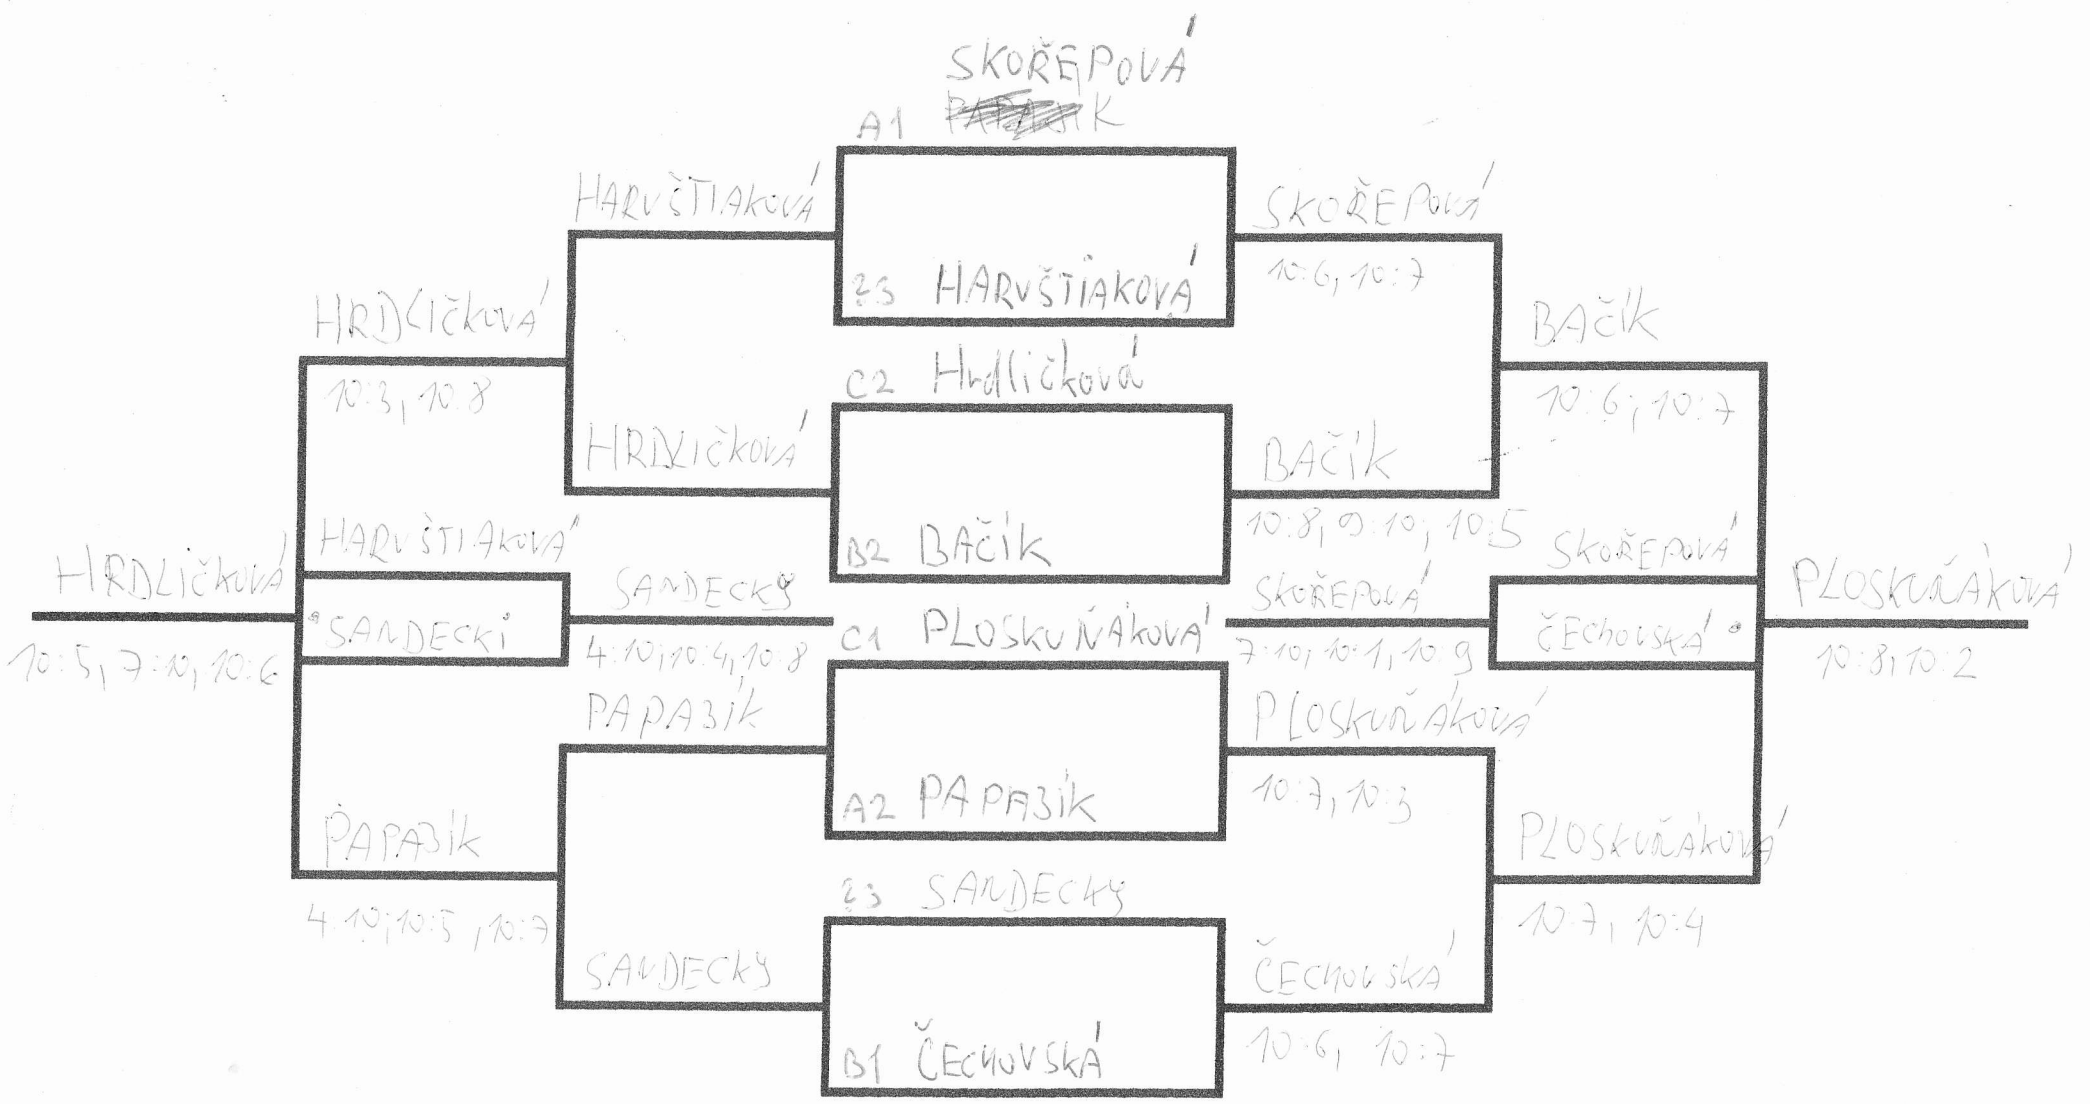 SKOŘEPOVÁ
A1
HARVŠTIAKOVÁ
SKOŘEPOVÁ
10:6, 10:7
HARVŠTIAKOVÁ
HRDLIČKOVÁ
10:3, 10:8
BAČÍK
10:6, 10:7
C2 Hrdličková
HRDLIČKOVÁ
BAČÍK
10:8, 9:10, 10:5
B2 BAČÍK
HARVŠTIAKOVÁ
SKOŘEPOVÁ
HRDLIČKOVÁ
10:5, 7:10, 10:6
SANDECKÍ
SANDECKÝ
4:10, 10:4, 10:8
C1 PLOSKUŇÁKOVÁ
SKOŘEPOVÁ
7:10, 10:1, 10:9
ČEChOVSKÁ
PLOSKUŇÁKOVÁ
10:8, 10:2
PAPAJÍK
PLOSKUŇÁKOVÁ
10:7, 10:3
A2 PAPAJÍK
PAPAJÍK
4:10, 10:5, 10:7
PLOSKUŇÁKOVÁ
10:7, 10:4
SANDECKÝ
SANDECKÝ
ČECHOVSKÁ
10:6, 10:7
B1 ČECHOVSKÁ